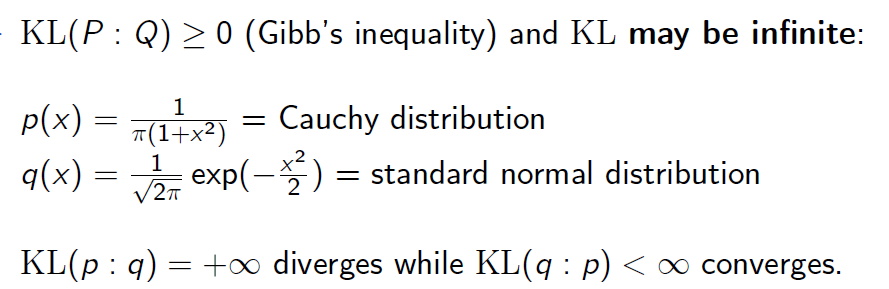 KL(P : Q) ≥ 0 (Gibb's inequality) and KL may be infinite:
p(x) = 1/(π(1+x²)) = Cauchy distribution
q(x) = 1/√(2π) exp(−x²/2) = standard normal distribution
KL(p : q) = +∞ diverges while KL(q : p) < ∞ converges.